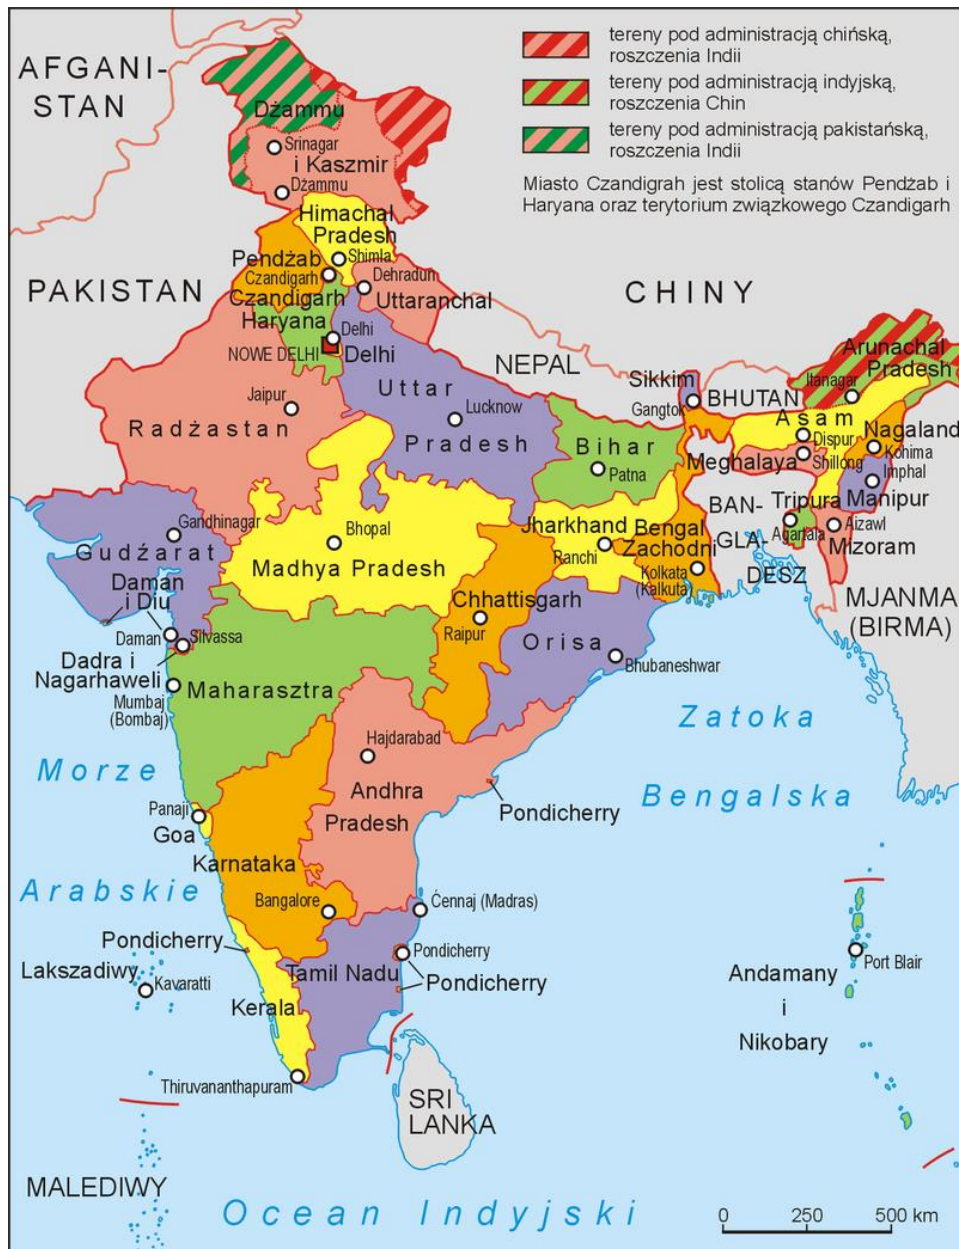 AFGANI-
STAN
tereny pod administracją chińską,
roszczenia Indii
tereny pod administracją indyjską,
roszczenia Chin
tereny pod administracją pakistańską,
roszczenia Indii
Miasto Czandigrah jest stolicą stanów Pendżab i
Haryana oraz terytorium związkowego Czandigarh
Dżammu
Srinagar
i Kaszmir
Dżammu
Himachal
Pradesh
Shimla
Pendżab
Czandigarh
Czandigarh
Dehradun
Uttaranchal
Haryana
Delhi
NOWE DELHI
Delhi
PAKISTAN
CHINY
NEPAL
Sikkim
Gangtok
BHUTAN
Arunachal
Pradesh
Itanagar
Asam
Dispur
Nagaland
Kohima
Meghalaya
Shillong
Imphal
Manipur
Tripura
Agartala
Aizawl
Mizoram
BAN-
GLA-
DESZ
MJANMA
(BIRMA)
Jaipur
Radżastan
Uttar
Lucknow
Pradesh
Bihar
Patna
Gandhinagar
Gudźarat
Bhopal
Madhya Pradesh
Jharkhand
Ranchi
Bengal
Zachodni
Kolkata
(Kalkuta)
Daman
i Diu
Daman
Silvassa
Dadra i
Nagarhaweli
Mumbaj
(Bombaj)
Maharasztra
Chhattisgarh
Raipur
Orisa
Bhubaneshwar
Zatoka
Bengalska
Morze
Arabskie
Hajdarabad
Andhra
Pradesh
Pondicherry
Panaji
Goa
Karnataka
Bangalore
Ćennaj (Madras)
Pondicherry
Pondicherry
Pondicherry
Tamil Nadu
Lakszadiwy
Kavaratti
Kerala
Thiruvananthapuram
Port Blair
Andamany
i
Nikobary
SRI
LANKA
MALEDIWY
Ocean Indyjski
0 250 500 km